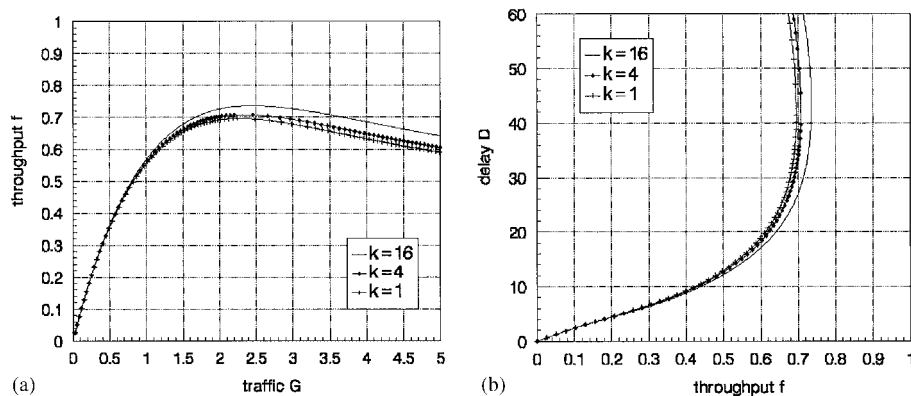 1
0.9
0.8
0.7
0.6
0.5
0.4
0.3
0.2
0.1
0
throughput f
k=16
k=4
k=1
0 0.5 1 1.5 2 2.5 3 3.5 4 4.5 5
traffic G
(a)
60
50
40
30
20
10
0
delay D
k=16
k=4
k=1
0 0.1 0.2 0.3 0.4 0.5 0.6 0.7 0.8 0.9 1
throughput f
(b)